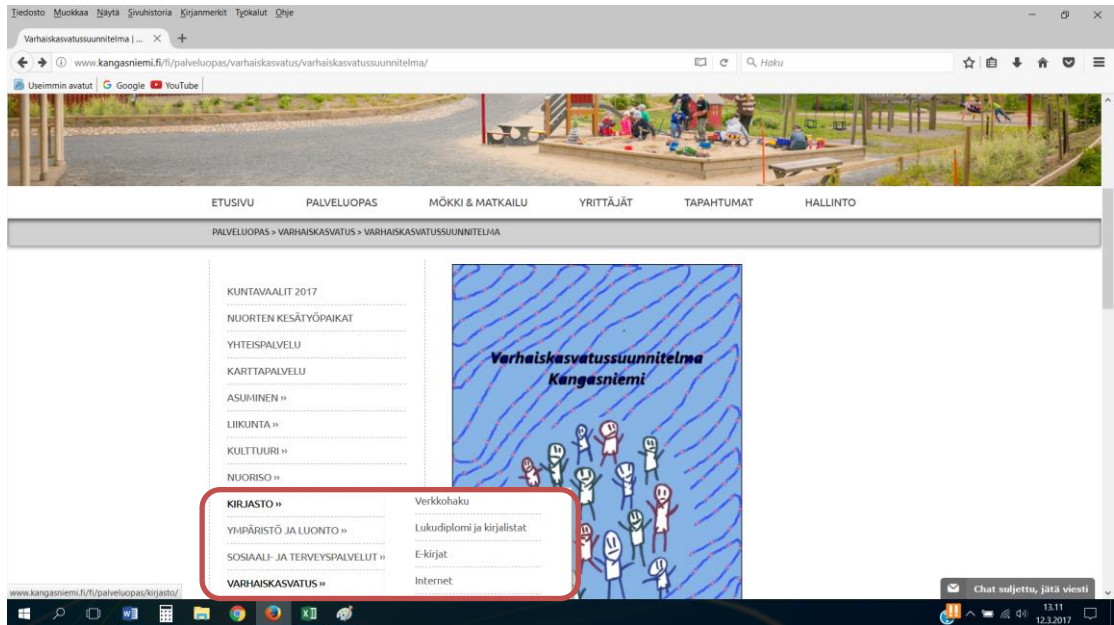 Tiedosto Muokkaa Näytä Sivuhistoria Kirjanmerkit Työkalut Ohje
Varhaiskasvatussuunnitelma | ...
www.kangasniemi.fi/fi/palveluopas/varhaiskasvatus/varhaiskasvatussuunnitelma/
Haku
Useimmin avatut Google YouTube
ETUSIVU PALVELUOPAS MÖKKI & MATKAILU YRITTÄJÄT TAPAHTUMAT HALLINTO
PALVELUOPAS > VARHAISKASVATUS > VARHAISKASVATUSSUUNNITELMA
KUNTAVAALIT 2017
NUORTEN KESÄTYÖPAIKAT
YHTEISPALVELU
KARTTAPALVELU
ASUMINEN »
LIIKUNTA »
KULTTUURI »
NUORISO »
KIRJASTO »
YMPÄRISTÖ JA LUONTO »
SOSIAALI- JA TERVEYSPALVELUT »
VARHAISKASVATUS »
Verkkohaku
Lukudiplomi ja kirjalistat
E-kirjat
Internet
Varhaiskasvatussuunnitelma
Kangasniemi
www.kangasniemi.fi/fi/palveluopas/kirjasto/
Chat suljettu, jätä viesti
13.11
12.3.2017